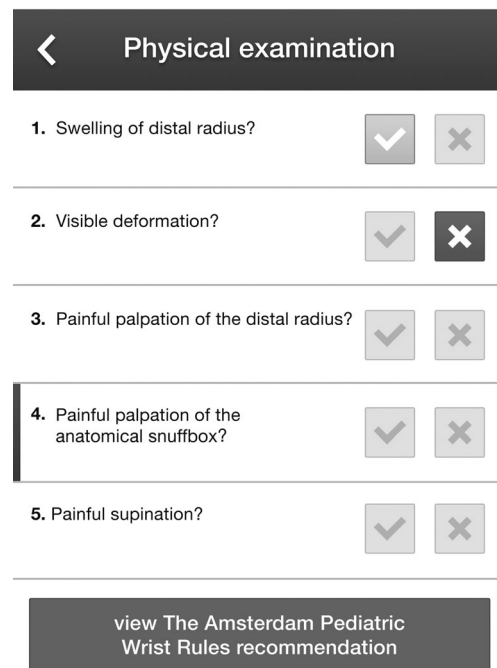 Physical examination
1. Swelling of distal radius?
2. Visible deformation?
3. Painful palpation of the distal radius?
4. Painful palpation of the
anatomical snuffbox?
5. Painful supination?
view The Amsterdam Pediatric
Wrist Rules recommendation